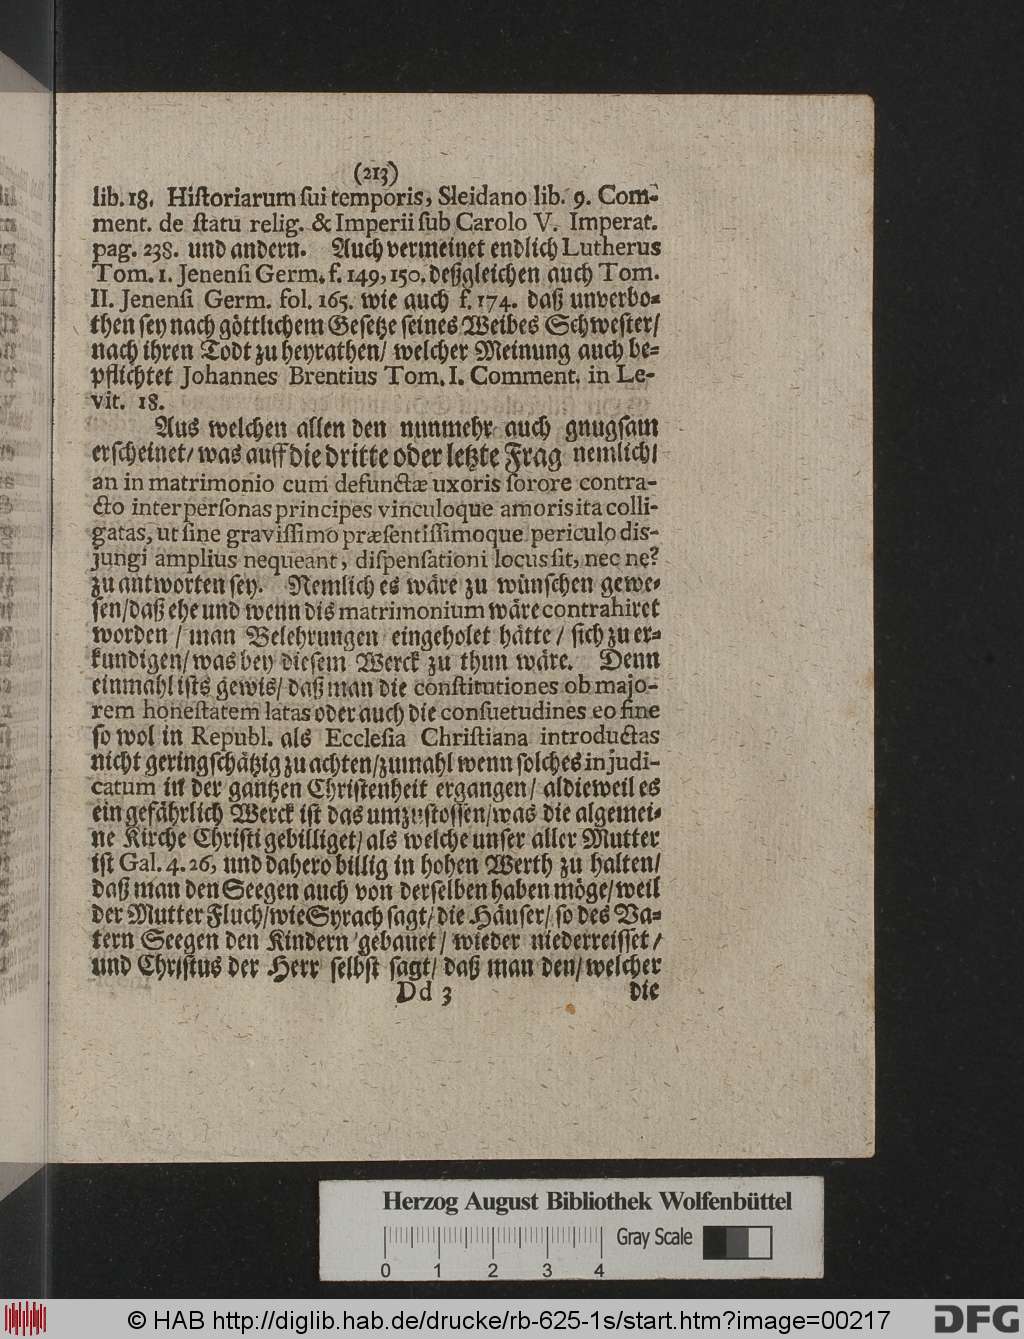 (213)
lib. 18. Hiſtoriarum ſui temporis, Sleidano lib. 9. Com-
ment. de ſtatu relig. & Imperii ſub Carolo V. Imperat.
pag. 238. und andern. Auch vermeinet endlich Lutherus
Tom. 1. Jenenſi Germ. f. 149, 150. deßgleichen auch Tom.
II. Jenenſi Germ. fol. 165. wie auch f. 174. daß unverbo-
then ſey nach göttlichem Geſetze ſeines Weibes Schweſter/
nach ihren Todt zu heyrathen/ welcher Meinung auch be-
pflichtet Johannes Brentius Tom. I. Comment. in Le-
vit. 18.
Aus welchen allen den nunmehr auch gnugſam
erſcheinet/ was auff die dritte oder letzte Frag nemlich/
an in matrimonio cum defunctæ uxoris ſorore contra-
cto inter perſonas principes vinculoque amoris ita colli-
gatas, ut ſine graviſſimo præſentiſſimoque periculo dis-
jungi amplius nequeant, diſpenſationi locus ſit, nec ne?
zu antworten ſey. Nemlich es wäre zu wünſchen gewe-
ſen/ daß ehe und wenn dis matrimonium wäre contrahiret
worden / man Belehrungen eingeholet hätte / ſich zu er-
kundigen/ was bey dieſem Werck zu thun wäre. Denn
einmahl iſts gewis/ daß man die conſtitutiones ob majo-
rem honeſtatem latas oder auch die conſuetudines eo fine
ſo wol in Republ. als Eccleſia Chriſtiana introductas
nicht geringſchätzig zu achten/ zumahl wenn ſolches in judi-
catum in der gantzen Chriſtenheit ergangen/ aldieweil es
ein gefährlich Werck iſt das umzuſtoſſen/ was die algemei-
ne Kirche Chriſti gebilliget/ als welche unſer aller Mutter
iſt Gal. 4. 26, und dahero billig in hohen Werth zu halten/
daß man den Seegen auch von derſelben haben möge/ weil
der Mutter Fluch/ wie Syrach ſagt/ die Häuſer/ ſo des Va-
tern Seegen den Kindern gebauet/ wieder niederreiſſet/
und Chriſtus der Herr ſelbſt ſagt/ daß man den/ welcher
Dd 3 die
Herzog August Bibliothek Wolfenbüttel
Gray Scale
0 1 2 3 4
© HAB http://diglib.hab.de/drucke/rb-625-1s/start.htm?image=00217 DFG